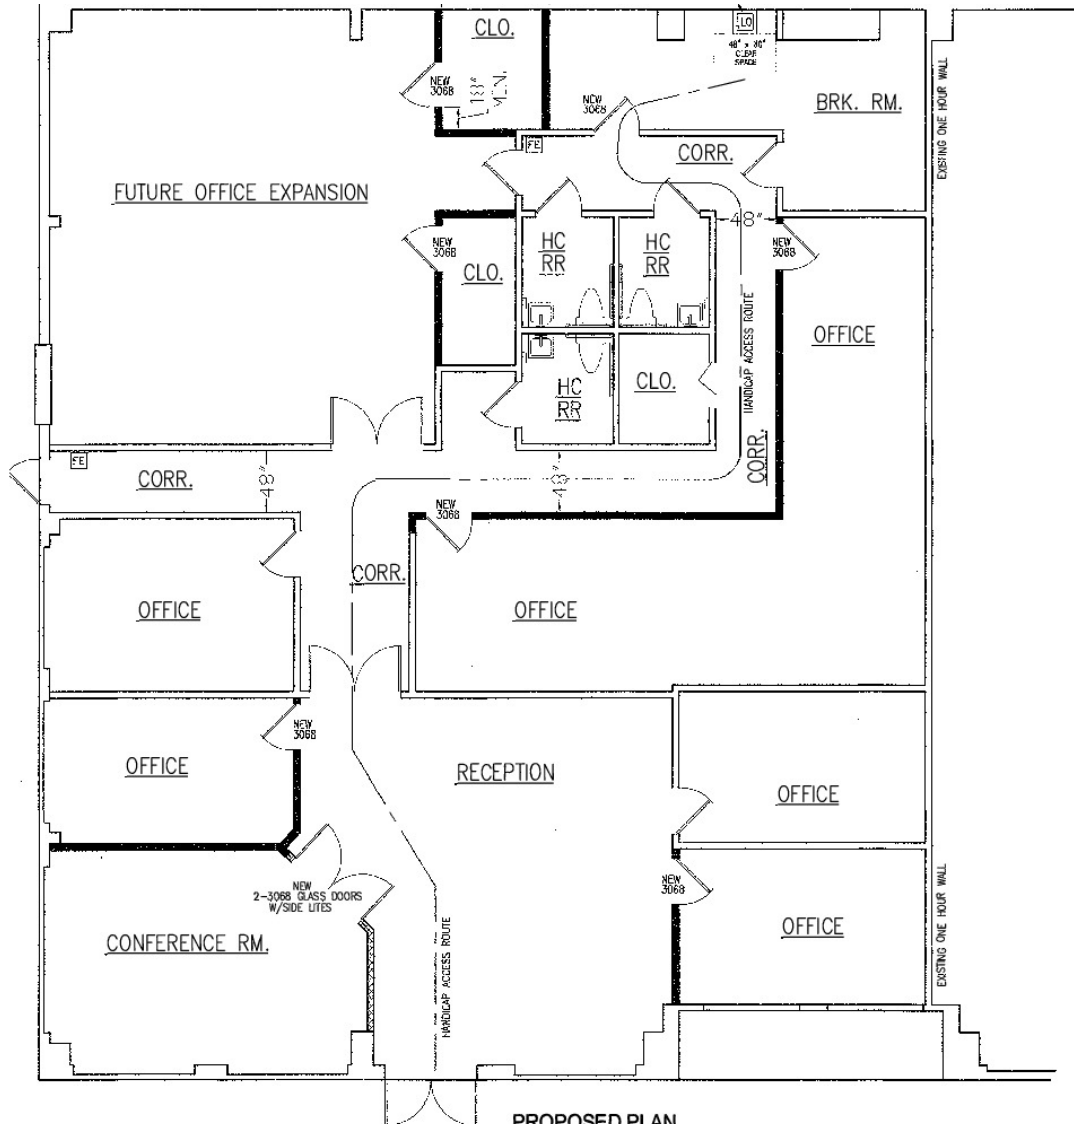 CLO.
LO
48" x 36"
CLEAR
SPACE
NEW
3068
18"
MIN.
NEW
3068
BRK. RM.
EXISTING ONE HOUR WALL
FE
CORR.
FUTURE OFFICE EXPANSION
48"
NEW
3068
HC
RR
HC
RR
NEW
3068
CLO.
HANDICAP ACCESS ROUTE
OFFICE
HC
RR
CLO.
CORR.
FE
CORR.
48"
48"
NEW
3068
CORR.
OFFICE
OFFICE
NEW
3068
OFFICE
RECEPTION
OFFICE
NEW
2-3068 GLASS DOORS
W/SIDE LITES
NEW
3068
CONFERENCE RM.
OFFICE
HANDICAP ACCESS ROUTE
EXISTING ONE HOUR WALL
PROPOSED PLAN